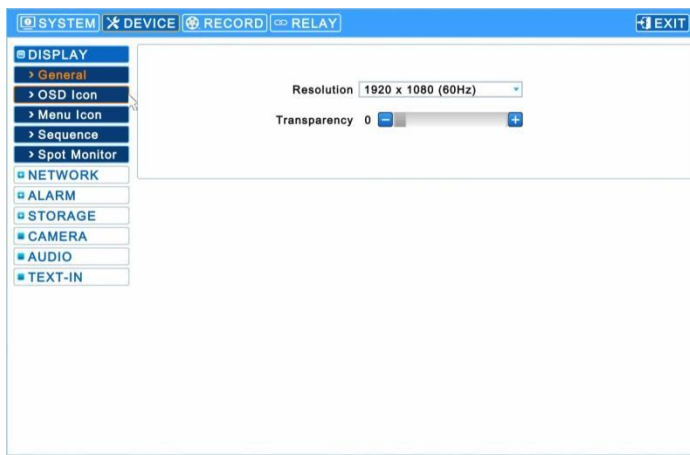 SYSTEM DEVICE RECORD RELAY EXIT
DISPLAY
> General
> OSD Icon
> Menu Icon
> Sequence
> Spot Monitor
NETWORK
ALARM
STORAGE
CAMERA
AUDIO
TEXT-IN
Resolution 1920 x 1080 (60Hz)
Transparency 0